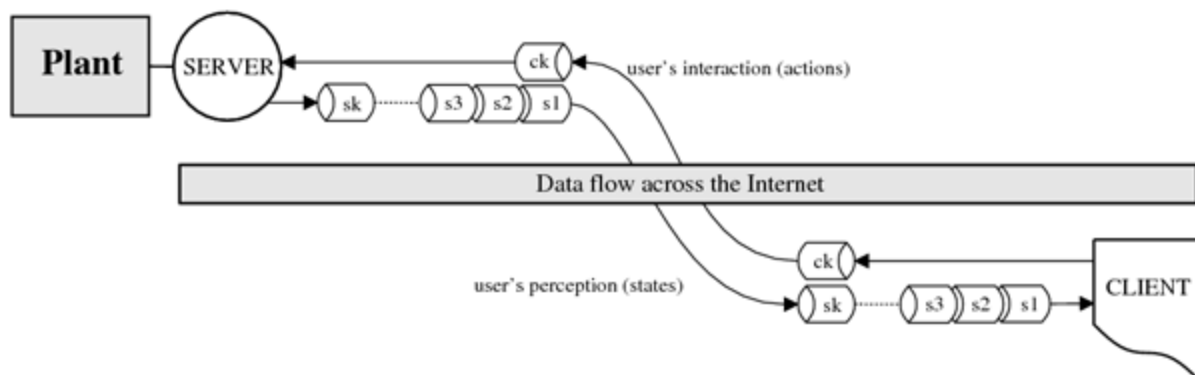 Plant
SERVER
ck
user's interaction (actions)
sk
s3
s2
s1
Data flow across the Internet
ck
user's perception (states)
sk
s3
s2
s1
CLIENT